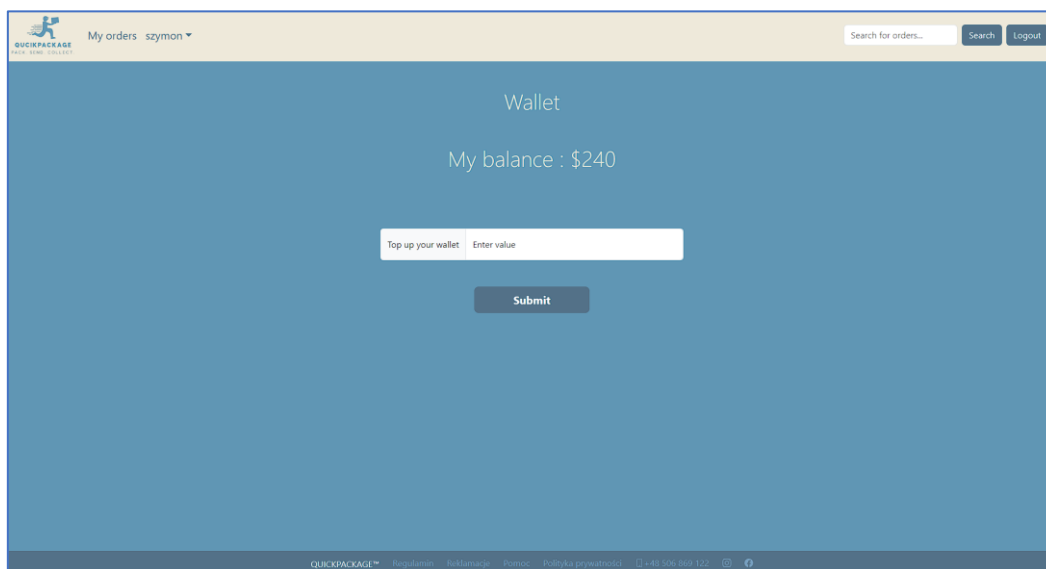 QUCIKPACKAGE
PACK SEND COLLECT
My orders szymon
Search for orders... Search Logout
Wallet
My balance : $240
Top up your wallet Enter value
Submit
QUICKPACKAGE™ Regulamin Reklamacje Pomoc Polityka prywatności +48 506 869 122